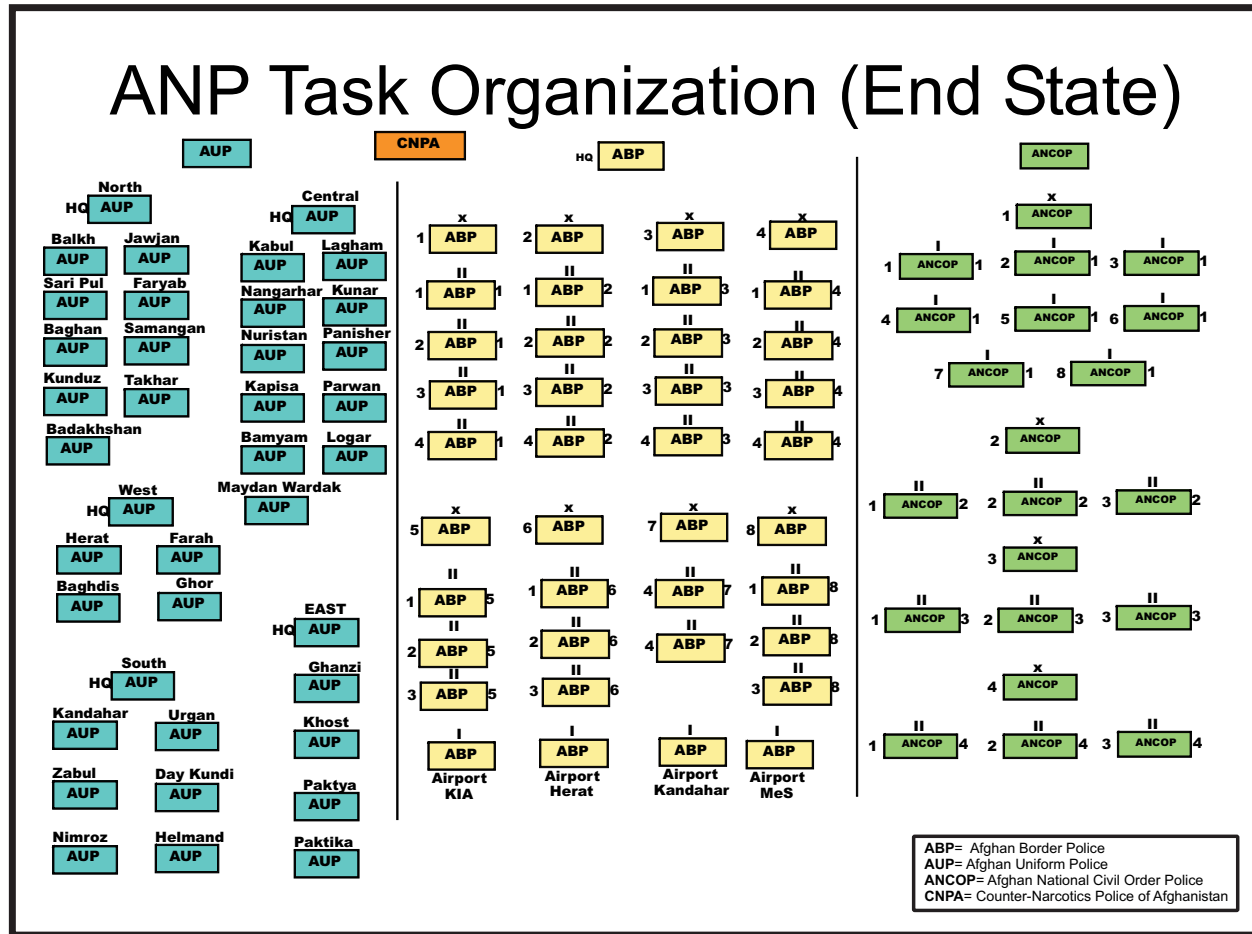 ANP Task Organization (End State)
AUP
CNPA
HQ ABP
ANCOP
North
HQ AUP
Balkh Jawjan
AUP AUP
Sari Pul Faryab
AUP AUP
Baghan Samangan
AUP AUP
Kunduz Takhar
AUP AUP
Badakhshan
AUP
Central
HQ AUP
Kabul Lagham
AUP AUP
Nangarhar Kunar
AUP AUP
Nuristan Panisher
AUP AUP
Kapisa Parwan
AUP AUP
Bamyam Logar
AUP AUP
Maydan Wardak
AUP
West
HQ AUP
Herat Farah
AUP AUP
Baghdis Ghor
AUP AUP
EAST
HQ AUP
Ghanzi
AUP
Khost
AUP
Paktya
AUP
Paktika
AUP
South
HQ AUP
Kandahar Urgan
AUP AUP
Zabul Day Kundi
AUP AUP
Nimroz Helmand
AUP AUP
x x x x
1 ABP 2 ABP 3 ABP 4 ABP
II II II II
1 ABP 1 1 ABP 2 1 ABP 3 1 ABP 4
II II II II
2 ABP 1 2 ABP 2 2 ABP 3 2 ABP 4
II II II II
3 ABP 1 3 ABP 2 3 ABP 3 3 ABP 4
II II II II
4 ABP 1 4 ABP 2 4 ABP 3 4 ABP 4
x x x x
5 ABP 6 ABP 7 ABP 8 ABP
II II II II
1 ABP 5 1 ABP 6 4 ABP 7 1 ABP 8
II II II II
2 ABP 5 2 ABP 6 4 ABP 7 2 ABP 8
II II II
3 ABP 5 3 ABP 6 3 ABP 8
I I I I
ABP ABP ABP ABP
Airport Airport Airport Airport
KIA Herat Kandahar MeS
x
1 ANCOP
I I I
1 ANCOP 1 2 ANCOP 1 3 ANCOP 1
I I I
4 ANCOP 1 5 ANCOP 1 6 ANCOP 1
I I
7 ANCOP 1 8 ANCOP 1
x
2 ANCOP
II II II
1 ANCOP 2 2 ANCOP 2 3 ANCOP 2
x
3 ANCOP
II II II
1 ANCOP 3 2 ANCOP 3 3 ANCOP 3
x
4 ANCOP
II II II
1 ANCOP 4 2 ANCOP 4 3 ANCOP 4
ABP= Afghan Border Police
AUP= Afghan Uniform Police
ANCOP= Afghan National Civil Order Police
CNPA= Counter-Narcotics Police of Afghanistan